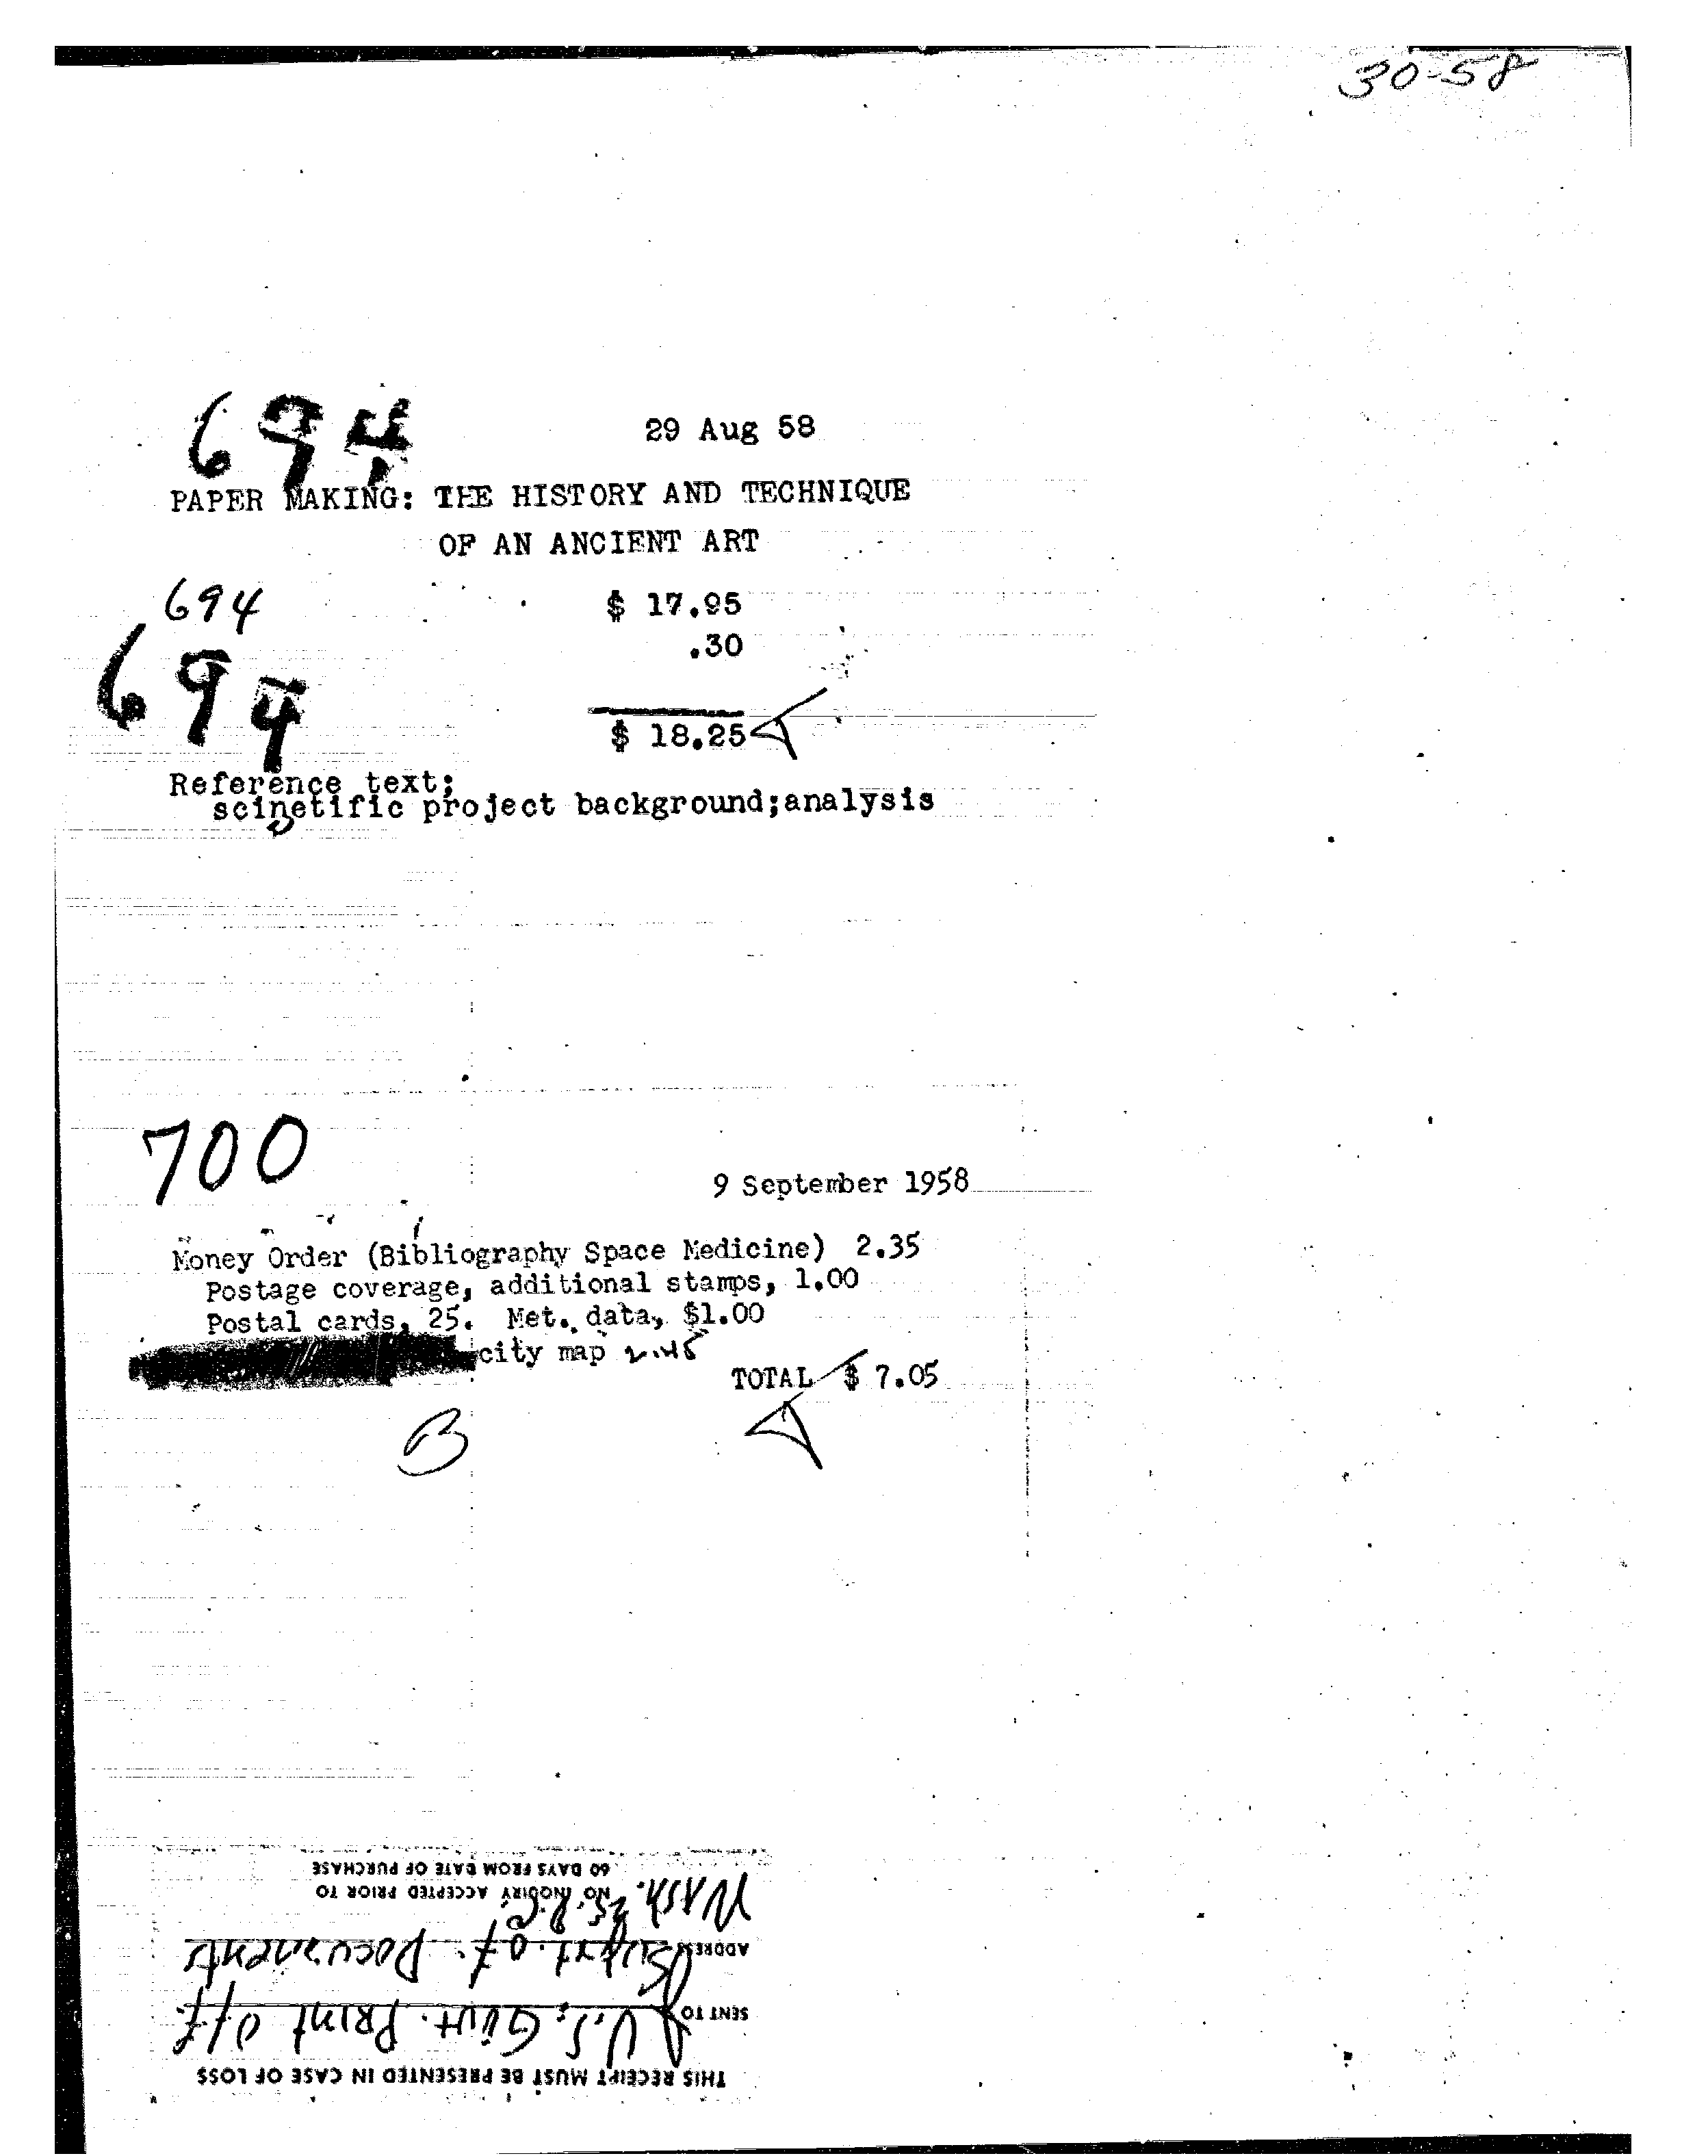 30-58
694
29 Aug 58
PAPER MAKING: THE HISTORY AND TECHNIQUE
OF AN ANCIENT ART
694
$ 17.95
.30
694
$ 18.25
Reference text;
scinetific project background;analysis
700
9 September 1958
Money Order (Bibliography Space Medicine) 2.35
Postage coverage, additional stamps, 1.00
Postal cards, 25. Met. data, $1.00
city map 2.45
TOTAL $ 7.05
B
THIS RECEIPT MUST BE PRESENTED IN CASE OF LOSS
SENT TO U.S. Govt. Print off.
ADDRESS Supt. of Documents
Wash. 25, D.C.
NO INQUIRY ACCEPTED PRIOR TO
60 DAYS FROM DATE OF PURCHASE